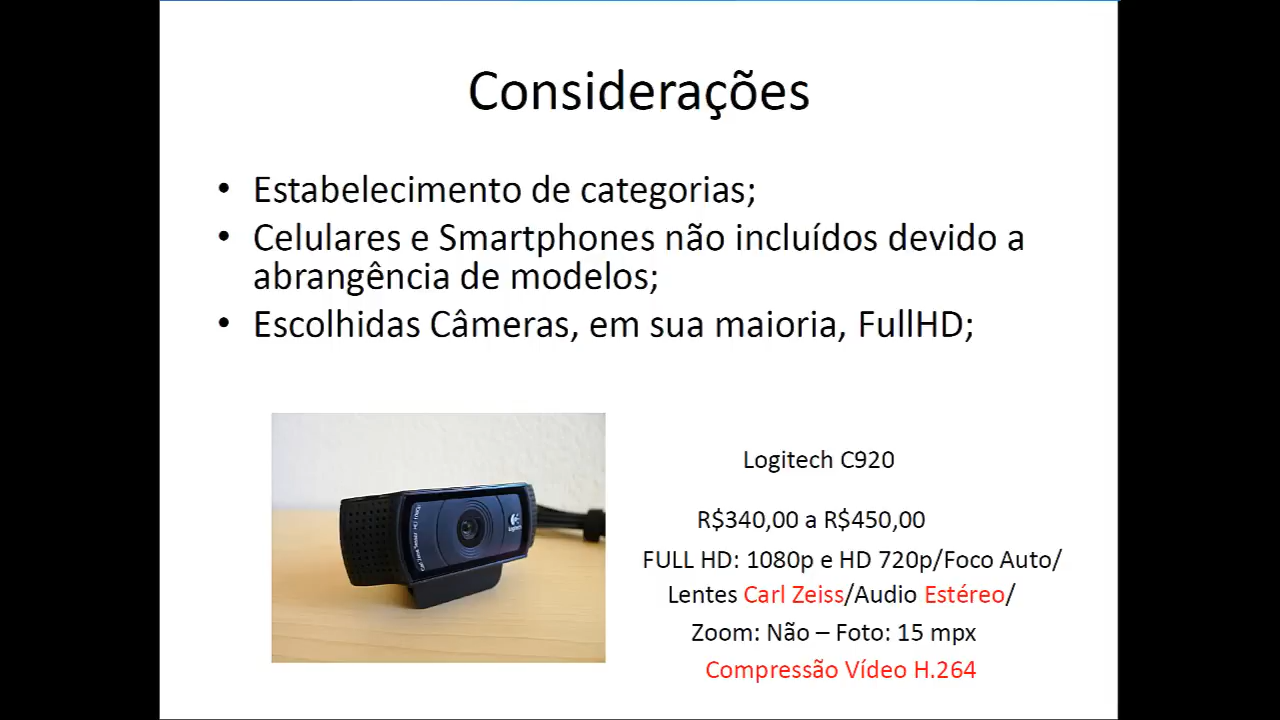 Considerações
• Estabelecimento de categorias;
• Celulares e Smartphones não incluídos devido a
abrangência de modelos;
• Escolhidas Câmeras, em sua maioria, FullHD;
Logitech
Logitech C920
R$340,00 a R$450,00
FULL HD: 1080p e HD 720p/Foco Auto/
Lentes Carl Zeiss/Audio Estéreo/
Zoom: Não – Foto: 15 mpx
Compressão Vídeo H.264